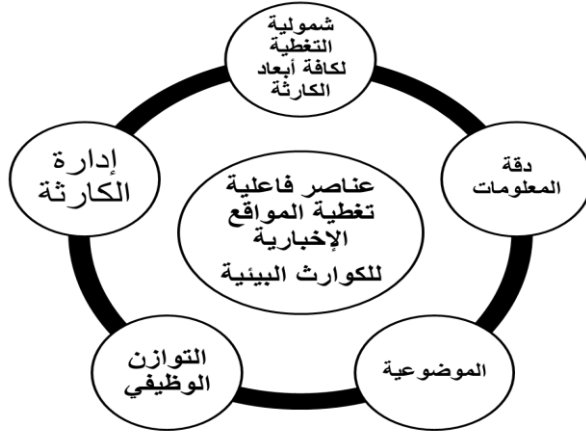 شمولية
التغطية
لكافة أبعاد
الكارثة
دقة
المعلومات
الموضوعية
التوازن
الوظيفي
إدارة
الكارثة
عناصر فاعلية
تغطية المواقع
الإخبارية
للكوارث البيئية